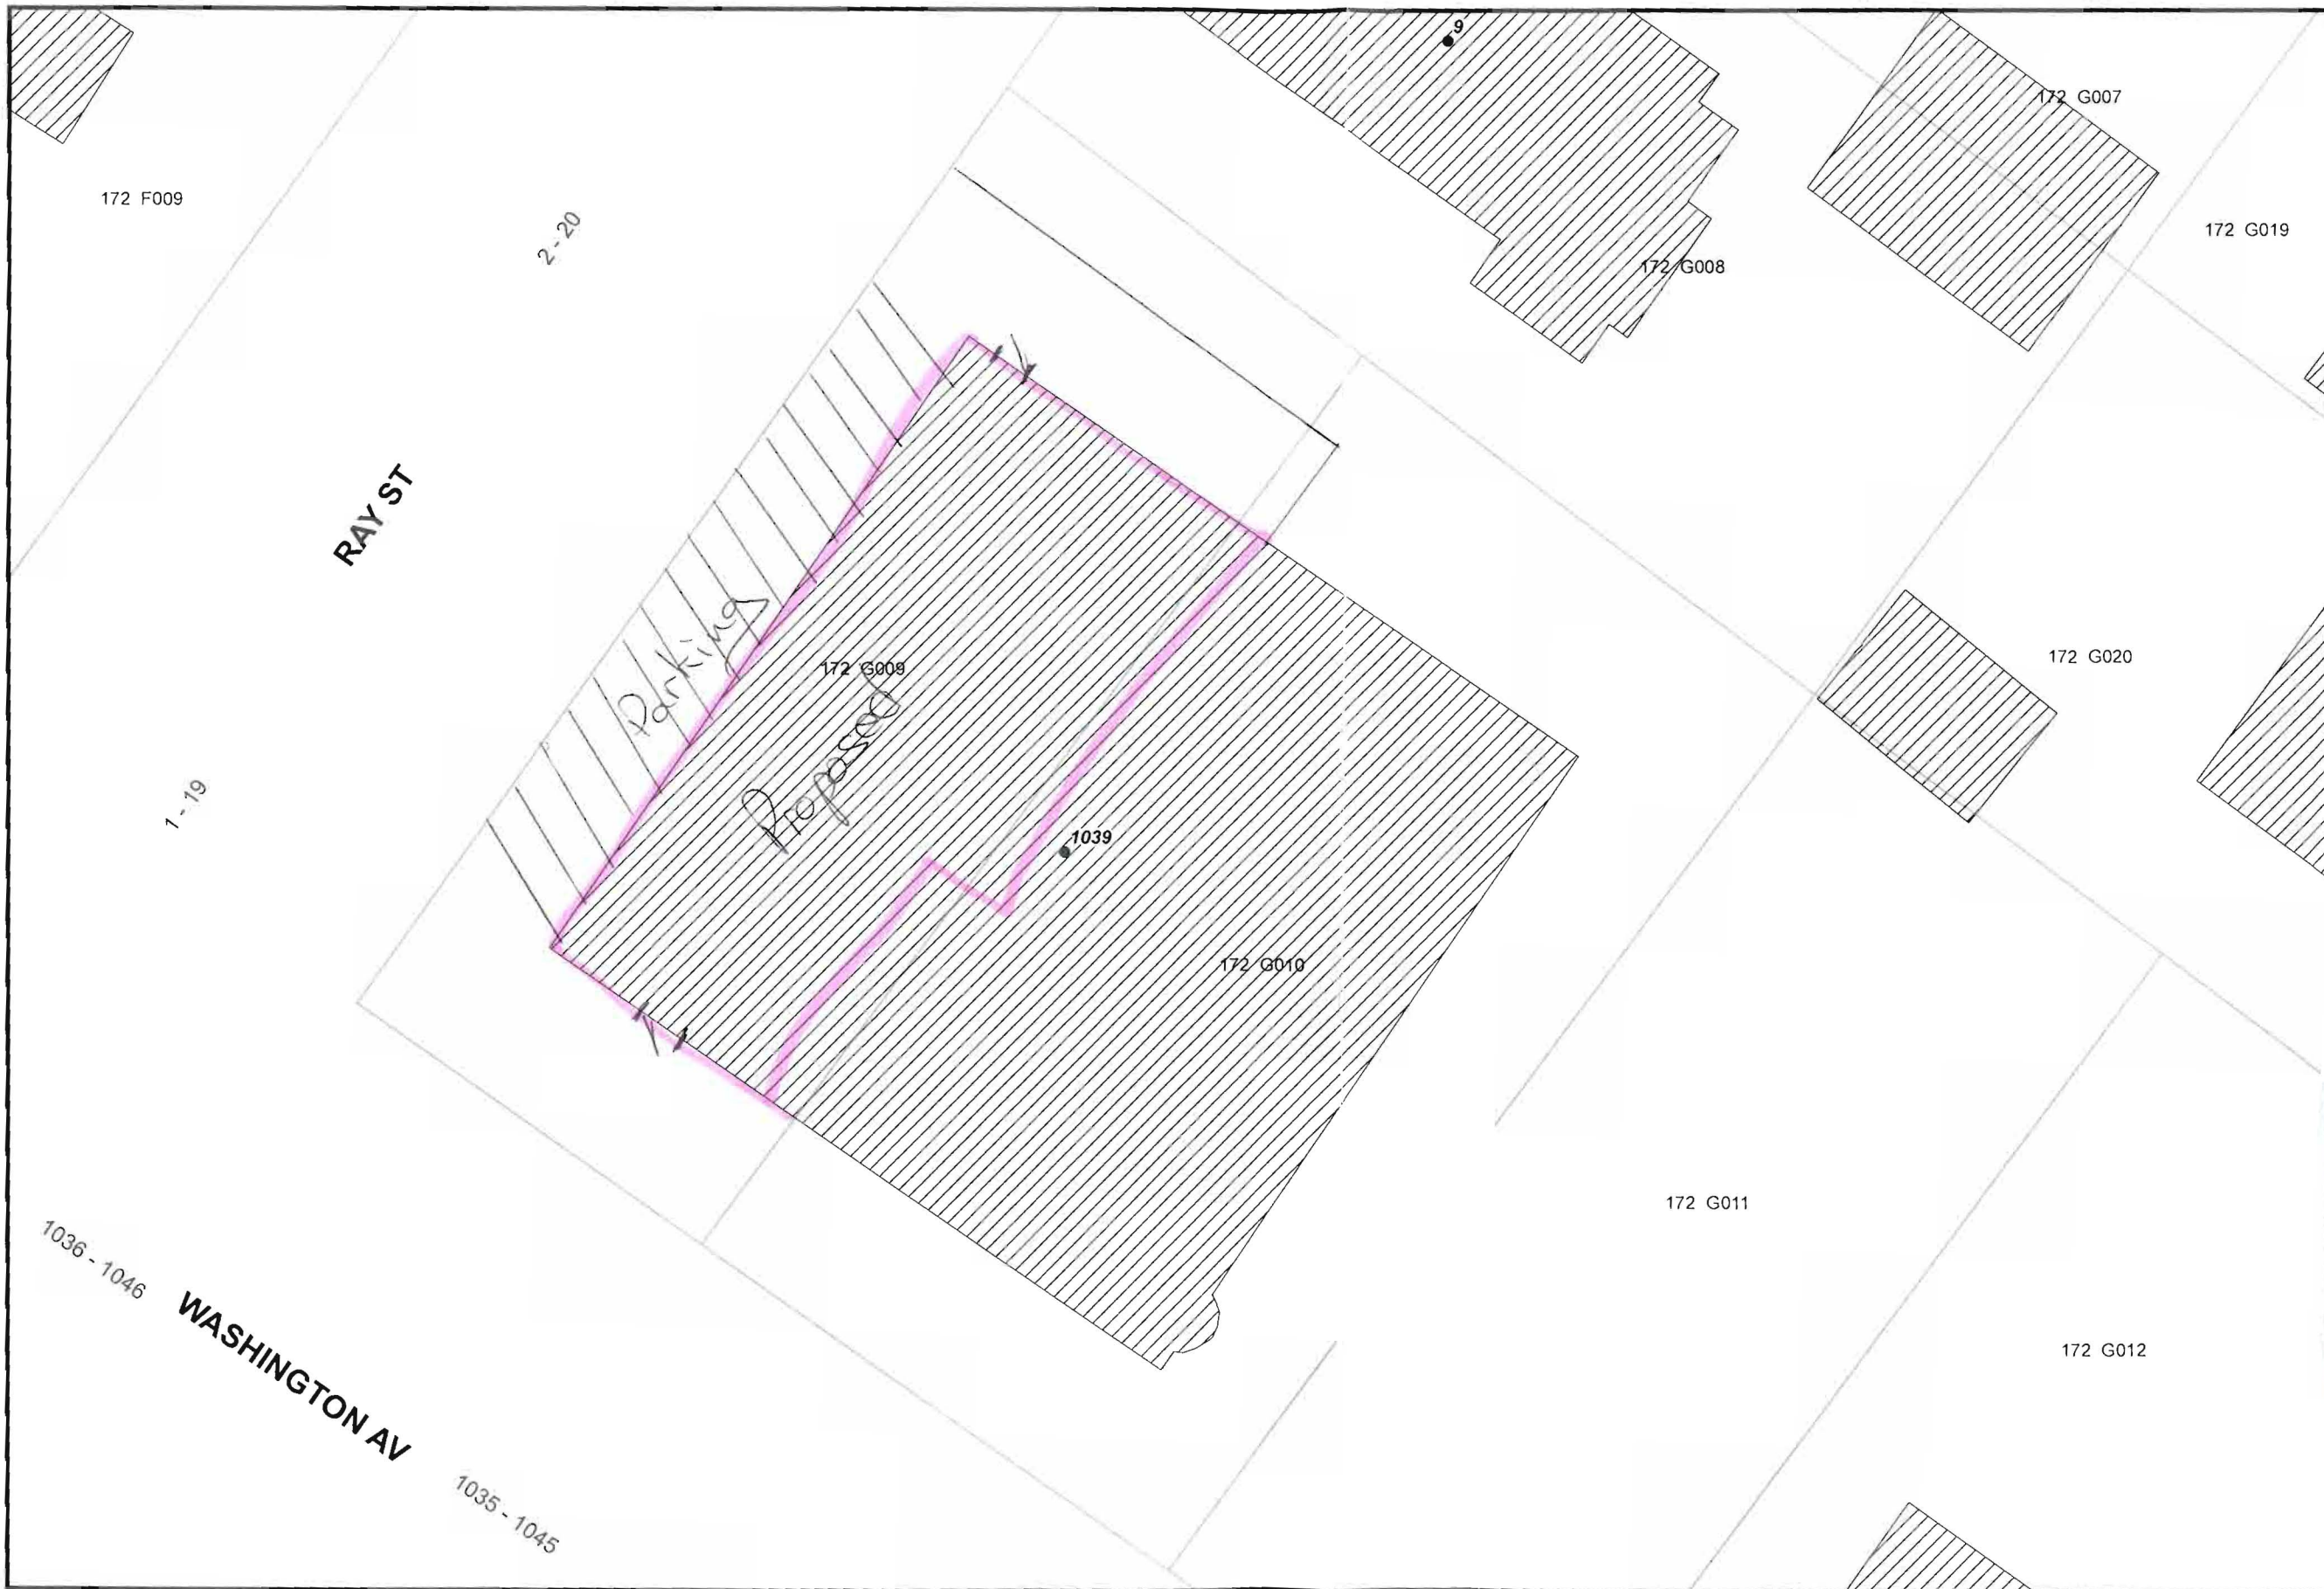 9
172 G007
172 F009
2 - 20
172 G019
172 G008
RAY ST
Parking
172 G009
172 G020
Proposed
1 - 19
1039
172 G010
172 G011
1036 - 1046
WASHINGTON AV
172 G012
1035 - 1045